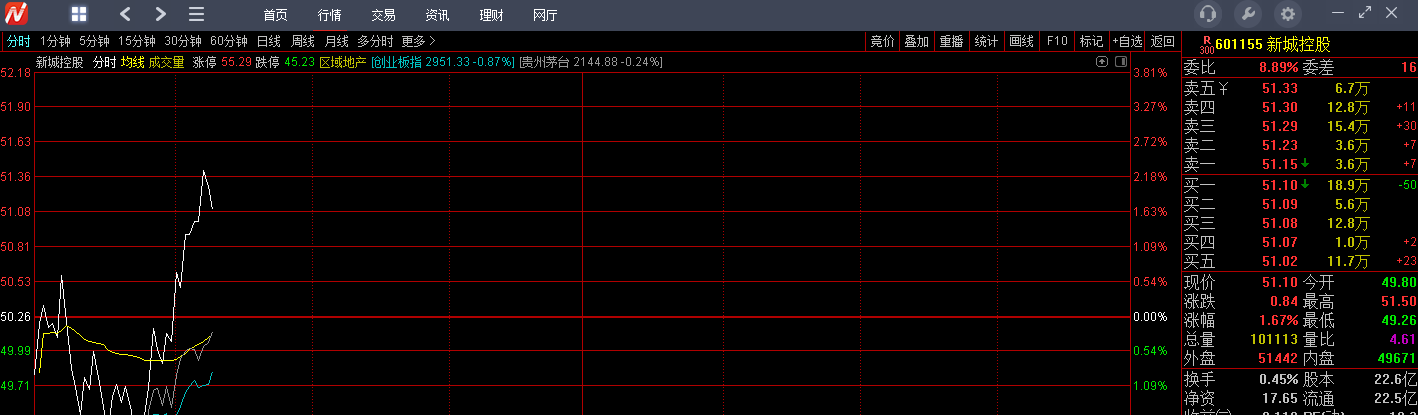 首页 行情 交易 资讯 理财 网厅
分时 1分钟 5分钟 15分钟 30分钟 60分钟 日线 周线 月线 多分时 更多> 竞价 叠加 重播 统计 画线 F10 标记 +自选 返回
R 300 601155 新城控股
新城控股 分时 均线 成交量 涨停 55.29 跌停 45.23 区域地产 [创业板指 2951.33 -0.87%] [贵州茅台 2144.88 -0.24%]
委比 8.89% 委差 16
52.18 3.81%
51.90 3.27%
51.63 2.72%
51.36 2.18%
51.08 1.63%
50.81 1.09%
50.53 0.54%
50.26 0.00%
49.99 0.54%
49.71 1.09%
卖五 ¥ 51.33 6.7万
卖四 51.30 12.8万 +11
卖三 51.29 15.4万 +30
卖二 51.23 3.6万 +7
卖一 51.15 3.6万 +7
买一 51.10 18.9万 -50
买二 51.09 5.6万
买三 51.08 12.8万
买四 51.07 1.0万 +2
买五 51.02 11.7万 +23
现价 51.10 今开 49.80
涨跌 0.84 最高 51.50
涨幅 1.67% 最低 49.26
总量 101113 量比 4.61
外盘 51442 内盘 49671
换手 0.45% 股本 22.6亿
净资 17.65 流通 22.5亿